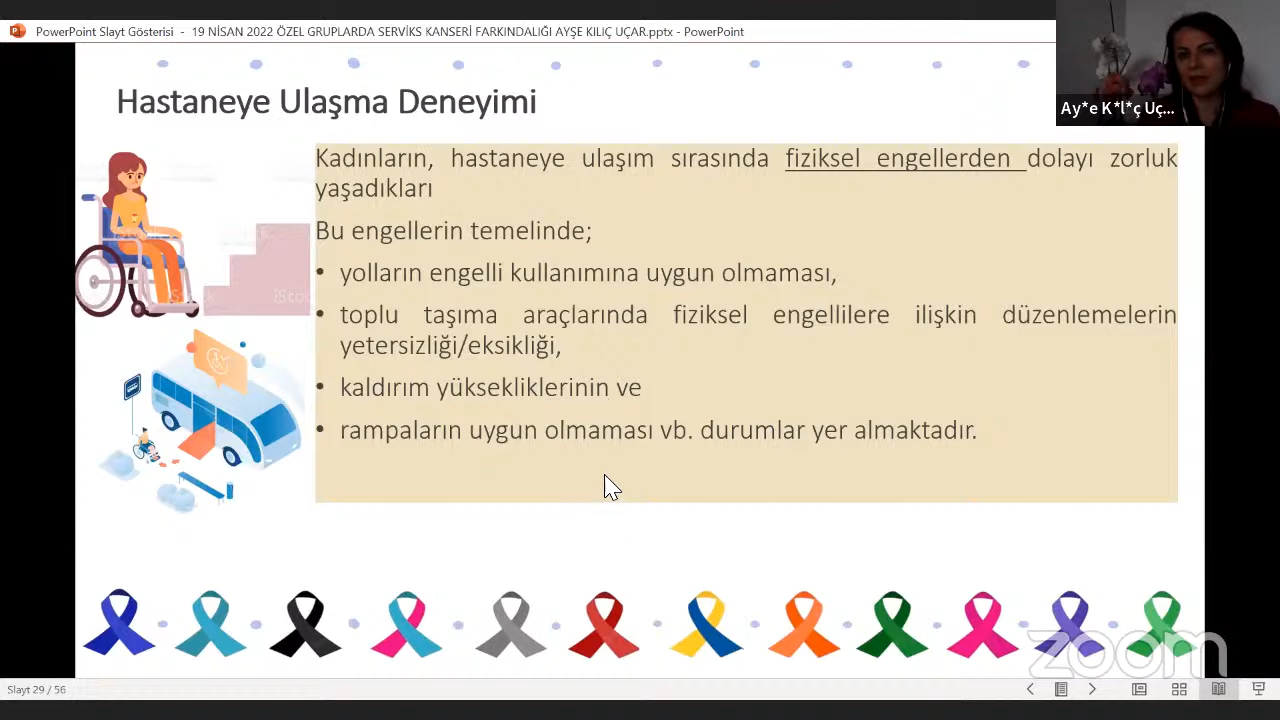 PowerPoint Slayt Gösterisi - 19 NİSAN 2022 ÖZEL GRUPLARDA SERVİKS KANSERİ FARKINDALIĞI AYŞE KILIÇ UÇAR.pptx - PowerPoint
Ay*e K*l*ç Uç...
Hastaneye Ulaşma Deneyimi
Kadınların, hastaneye ulaşım sırasında fiziksel engellerden dolayı zorluk
yaşadıkları
Bu engellerin temelinde;
• yolların engelli kullanımına uygun olmaması,
• toplu taşıma araçlarında fiziksel engellilere ilişkin düzenlemelerin
yetersizliği/eksikliği,
• kaldırım yüksekliklerinin ve
• rampaların uygun olmaması vb. durumlar yer almaktadır.
zoom
Slayt 29 / 56